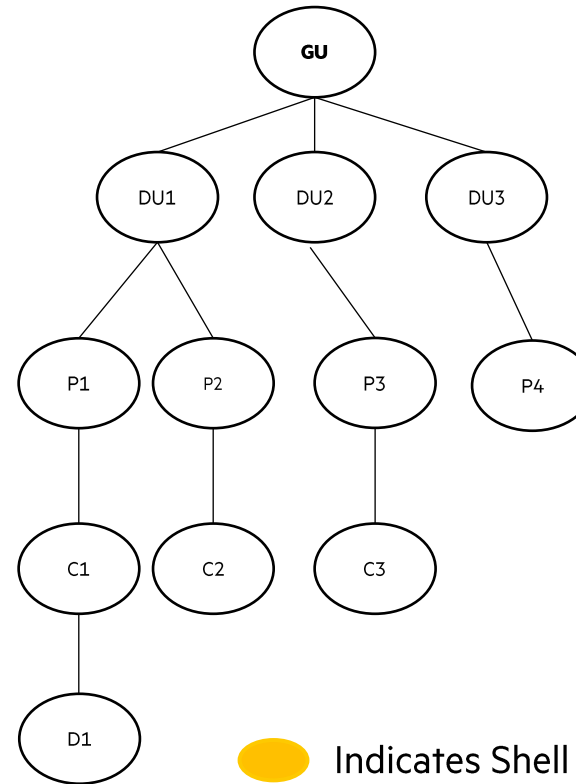 GU
DU1 DU2 DU3
P1 P2 P3 P4
C1 C2 C3
D1
Indicates Shell